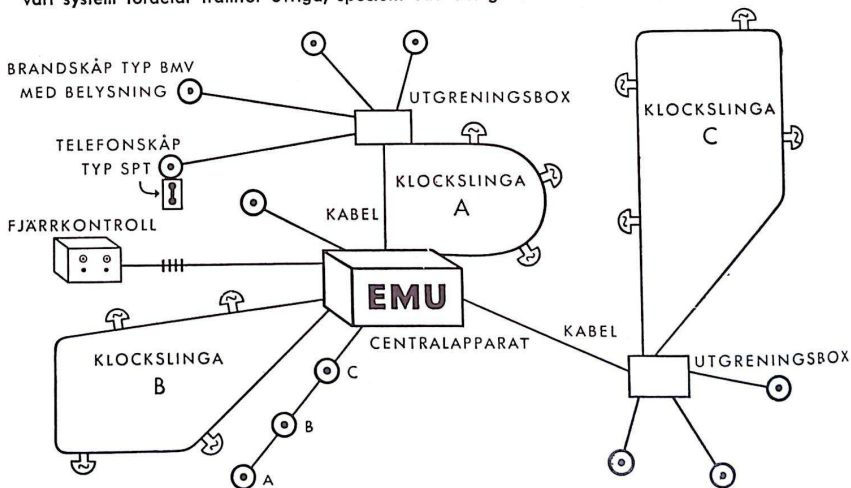 BRANDSKÅP TYP BMV
MED BELYSNING
UTGRENINGSBOX
TELEFONSKÅP
TYP SPT
KLOCKSLINGA
A
KLOCKSLINGA
C
KABEL
FJÄRRKONTROLL
EMU
CENTRALAPPARAT
KABEL
KLOCKSLINGA
B
UTGRENINGSBOX
C
B
A